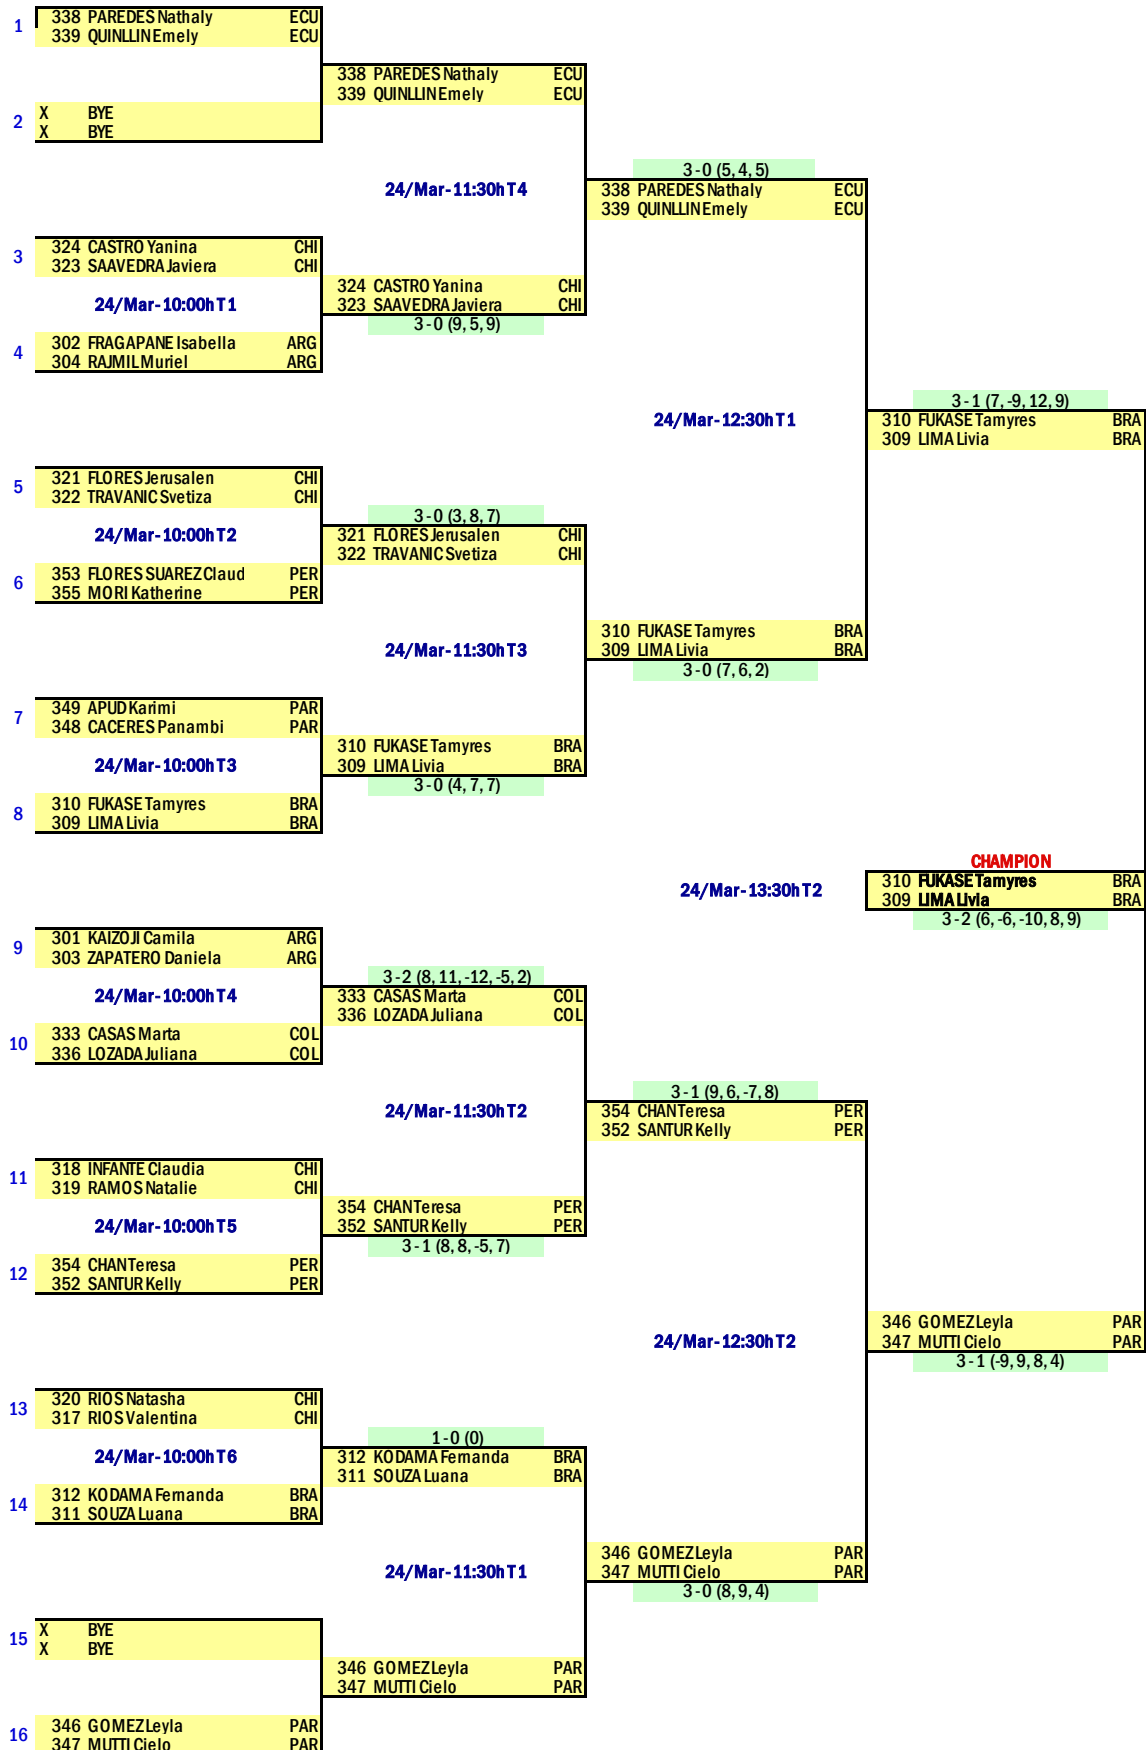 1 338 PAREDES Nathaly ECU
339 QUINLLIN Emely ECU
338 PAREDES Nathaly ECU
339 QUINLLIN Emely ECU
2 X BYE
X BYE
3-0 (5, 4, 5)
24/Mar-11:30h T4
338 PAREDES Nathaly ECU
339 QUINLLIN Emely ECU
3 324 CASTRO Yanina CHI
323 SAAVEDRA Javiera CHI
24/Mar-10:00h T1
324 CASTRO Yanina CHI
323 SAAVEDRA Javiera CHI
3-0 (9, 5, 9)
4 302 FRAGAPANE Isabella ARG
304 RAJMIL Muriel ARG
3-1 (7, -9, 12, 9)
24/Mar-12:30h T1
310 FUKASE Tamyres BRA
309 LIMA Livia BRA
5 321 FLORES Jerusalen CHI
322 TRAVANIC Svetiza CHI
3-0 (3, 8, 7)
24/Mar-10:00h T2
321 FLORES Jerusalen CHI
322 TRAVANIC Svetiza CHI
6 353 FLORES SUAREZ Claud PER
355 MORI Katherine PER
24/Mar-11:30h T3
310 FUKASE Tamyres BRA
309 LIMA Livia BRA
3-0 (7, 6, 2)
7 349 APUD Karimi PAR
348 CACERES Panambi PAR
24/Mar-10:00h T3
310 FUKASE Tamyres BRA
309 LIMA Livia BRA
3-0 (4, 7, 7)
8 310 FUKASE Tamyres BRA
309 LIMA Livia BRA
CHAMPION
24/Mar-13:30h T2
310 FUKASE Tamyres BRA
309 LIMA Livia BRA
3-2 (6, -6, -10, 8, 9)
9 301 KAIZOJI Camila ARG
303 ZAPATERO Daniela ARG
3-2 (8, 11, -12, -5, 2)
24/Mar-10:00h T4
333 CASAS Marta COL
336 LOZADA Juliana COL
10 333 CASAS Marta COL
336 LOZADA Juliana COL
3-1 (9, 6, -7, 8)
24/Mar-11:30h T2
354 CHAN Teresa PER
352 SANTUR Kelly PER
11 318 INFANTE Claudia CHI
319 RAMOS Natalie CHI
24/Mar-10:00h T5
354 CHAN Teresa PER
352 SANTUR Kelly PER
3-1 (8, 8, -5, 7)
12 354 CHAN Teresa PER
352 SANTUR Kelly PER
24/Mar-12:30h T2
346 GOMEZ Leyla PAR
347 MUTTI Cielo PAR
3-1 (-9, 9, 8, 4)
13 320 RIOS Natasha CHI
317 RIOS Valentina CHI
1-0 (0)
24/Mar-10:00h T6
312 KODAMA Fernanda BRA
311 SOUZA Luana BRA
14 312 KODAMA Fernanda BRA
311 SOUZA Luana BRA
24/Mar-11:30h T1
346 GOMEZ Leyla PAR
347 MUTTI Cielo PAR
3-0 (8, 9, 4)
15 X BYE
X BYE
346 GOMEZ Leyla PAR
347 MUTTI Cielo PAR
16 346 GOMEZ Leyla PAR
347 MUTTI Cielo PAR